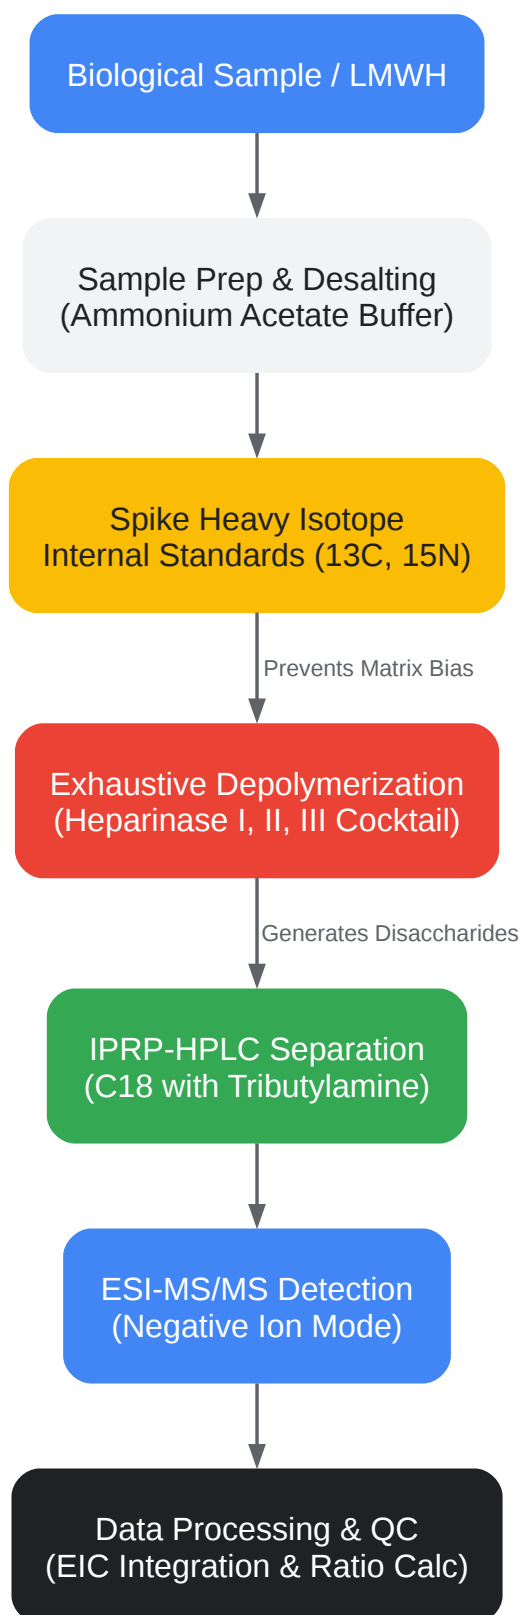 Biological Sample / LMWH
Sample Prep & Desalting
(Ammonium Acetate Buffer)
Spike Heavy Isotope
Internal Standards (13C, 15N)
Prevents Matrix Bias
Exhaustive Depolymerization
(Heparinase I, II, III Cocktail)
Generates Disaccharides
IPRP-HPLC Separation
(C18 with Tributylamine)
ESI-MS/MS Detection
(Negative Ion Mode)
Data Processing & QC
(EIC Integration & Ratio Calc)